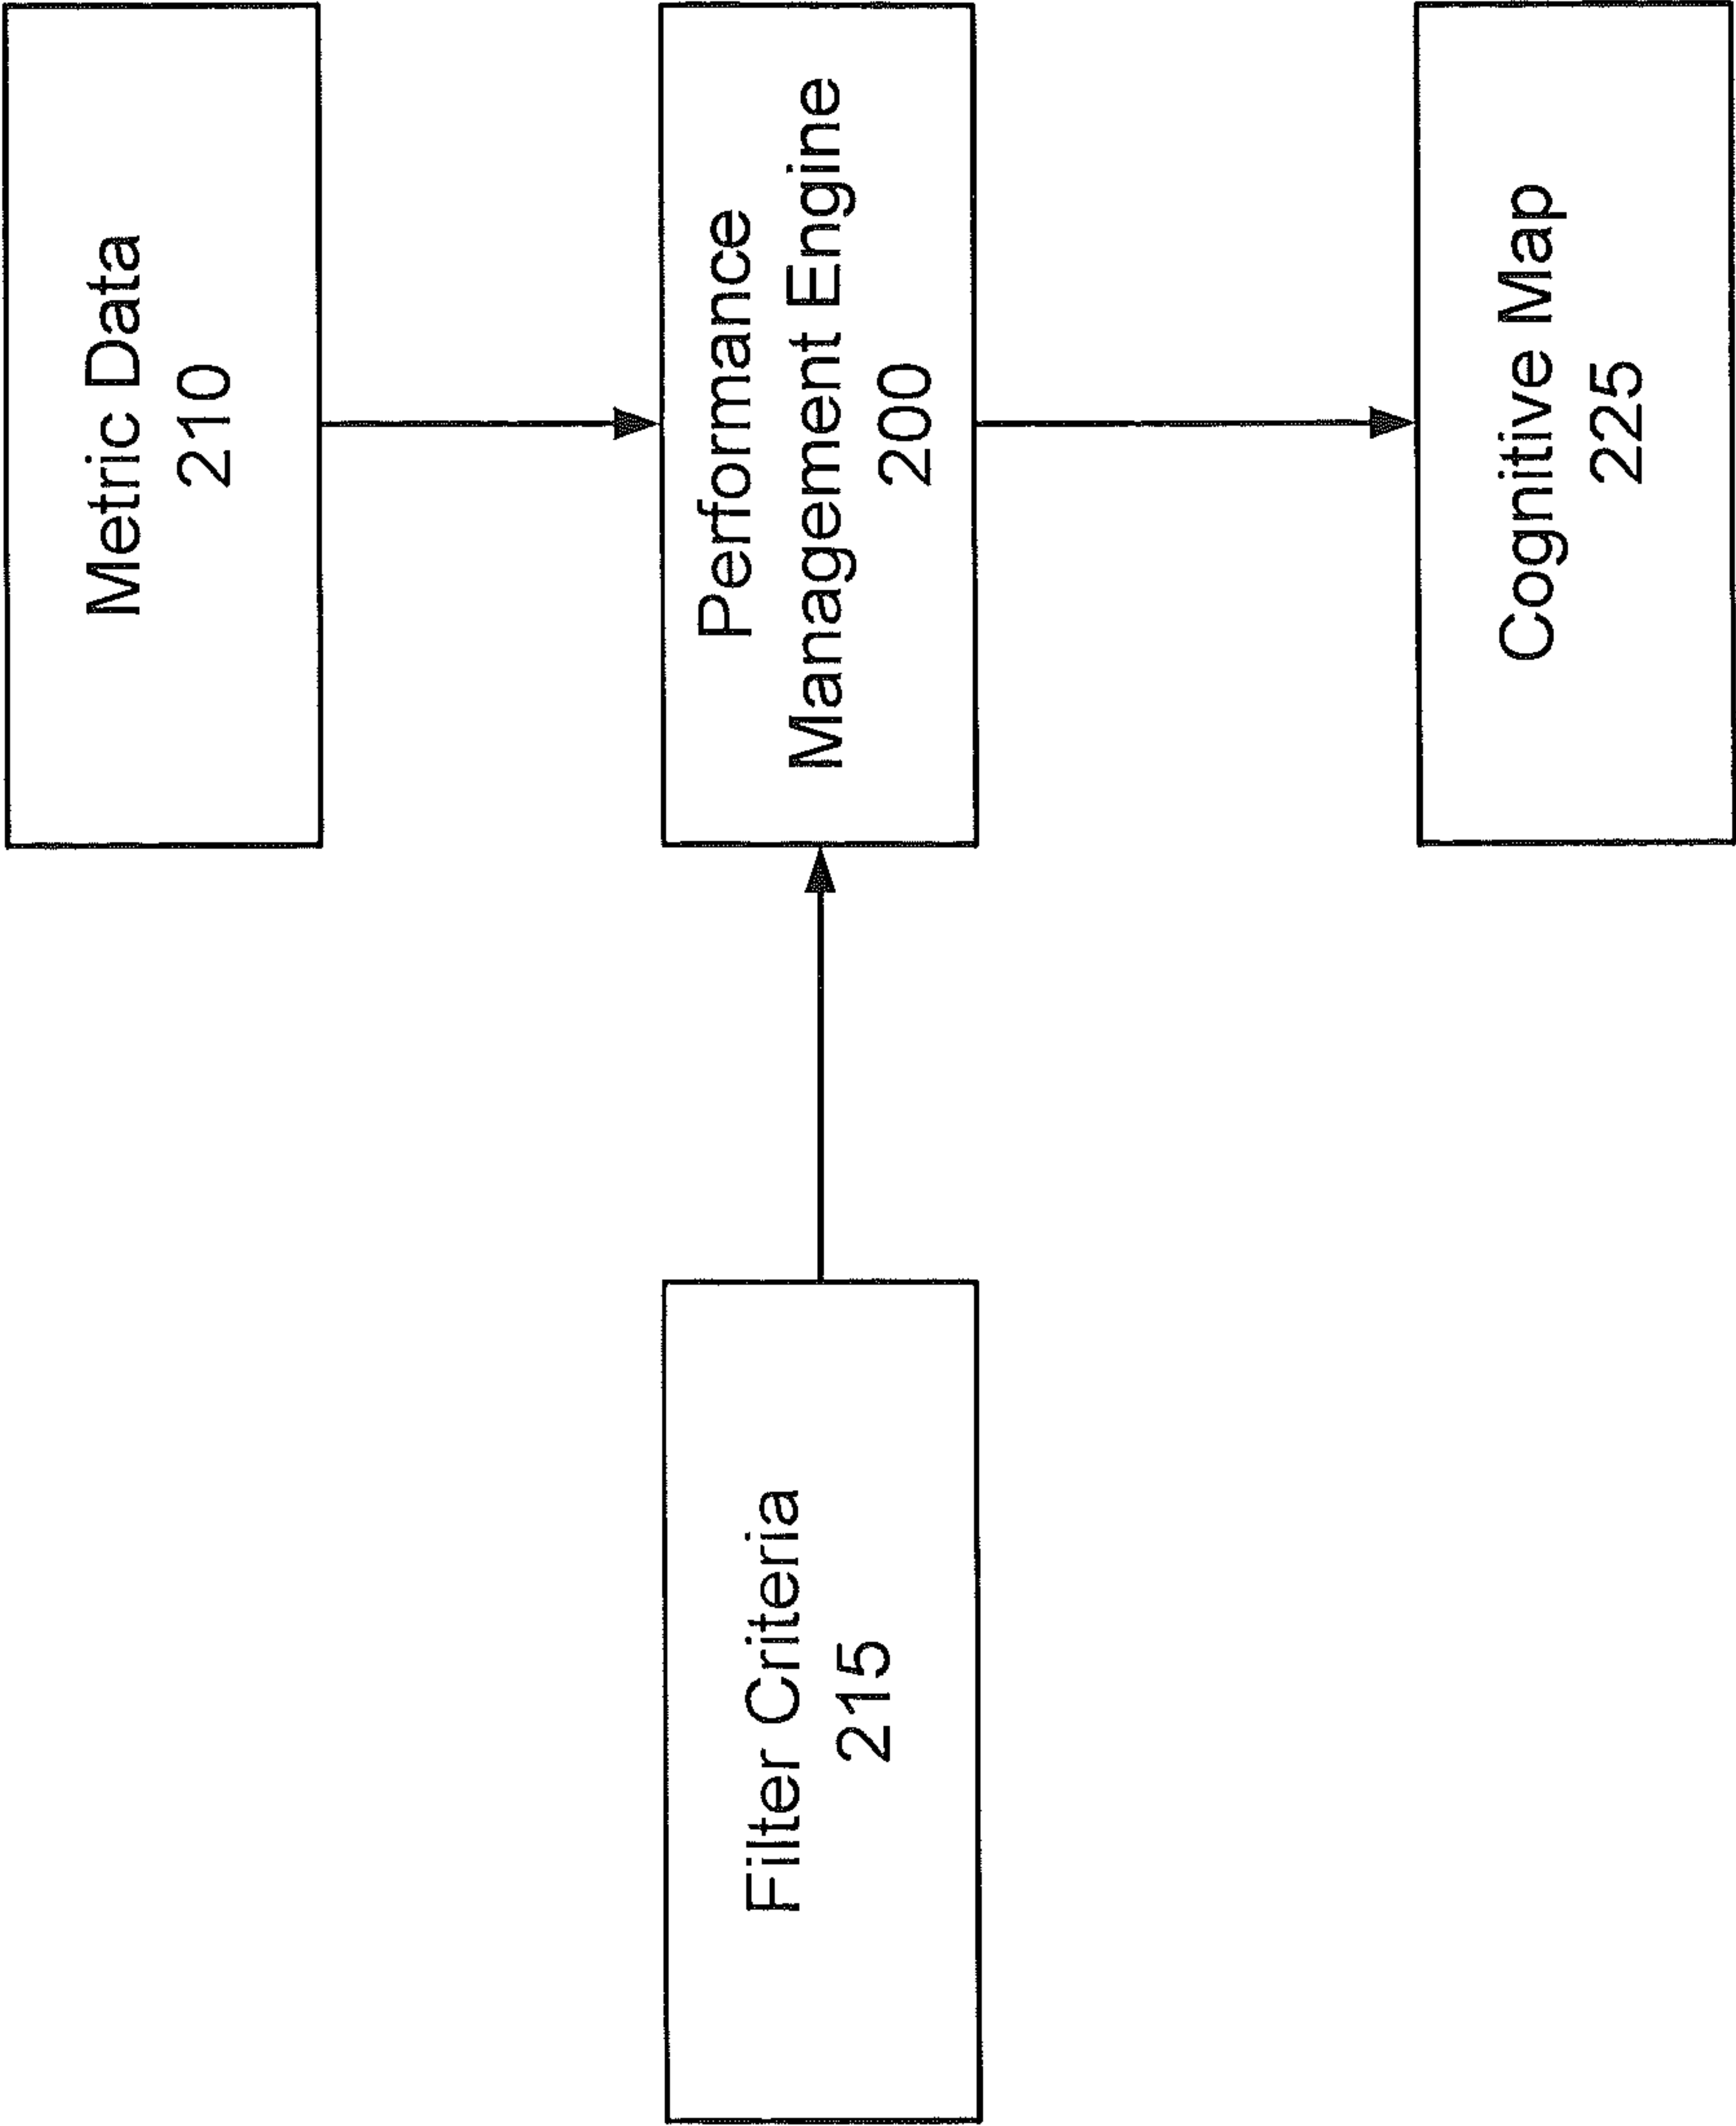 Metric Data
210
Performance
Management Engine
200
Cognitive Map
225
Filter Criteria
215